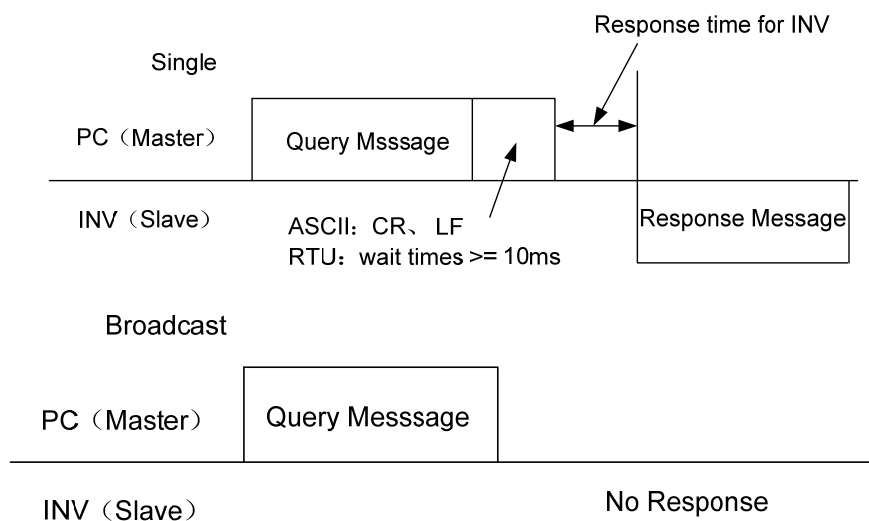 Response time for INV
Single
PC（Master）
Query Msssage
INV（Slave）
ASCII：CR、LF
RTU：wait times >= 10ms
Response Message
Broadcast
PC（Master）
Query Messsage
INV（Slave）
No Response